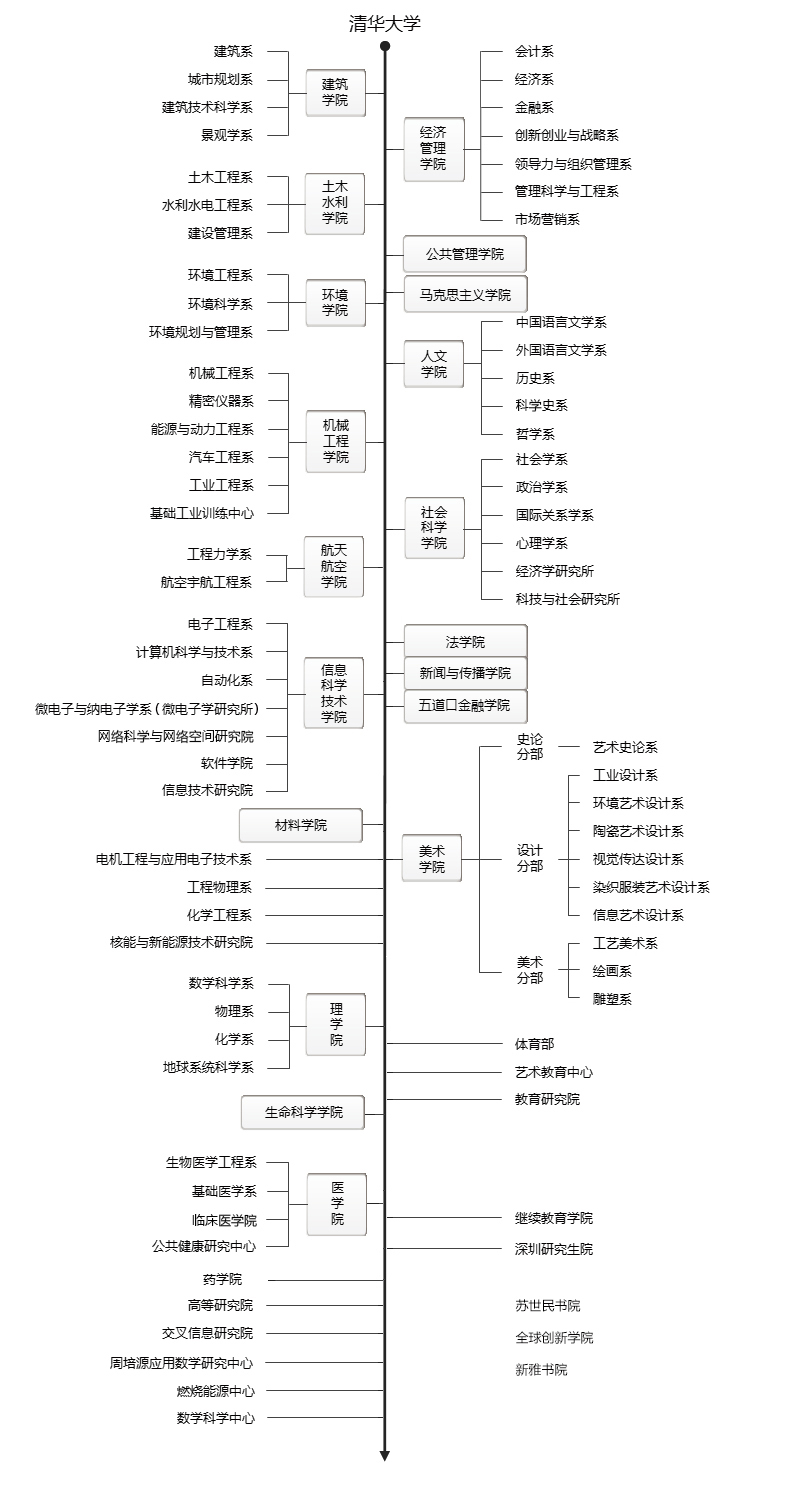 清华大学
建筑系
城市规划系
建筑技术科学系
景观学系
建筑
学院
土木工程系
水利水电工程系
建设管理系
土木
水利
学院
环境工程系
环境科学系
环境规划与管理系
环境
学院
机械工程系
精密仪器系
能源与动力工程系
汽车工程系
工业工程系
基础工业训练中心
机械
工程
学院
工程力学系
航空宇航工程系
航天
航空
学院
电子工程系
计算机科学与技术系
自动化系
微电子与纳电子学系(微电子学研究所)
网络科学与网络空间研究院
软件学院
信息技术研究院
信息
科学
技术
学院
材料学院
电机工程与应用电子技术系
工程物理系
化学工程系
核能与新能源技术研究院
数学科学系
物理系
化学系
地球系统科学系
理
学
院
生命科学学院
生物医学工程系
基础医学系
临床医学院
公共健康研究中心
医
学
院
药学院
高等研究院
交叉信息研究院
周培源应用数学研究中心
燃烧能源中心
数学科学中心
经济
管理
学院
会计系
经济系
金融系
创新创业与战略系
领导力与组织管理系
管理科学与工程系
市场营销系
公共管理学院
马克思主义学院
人文
学院
中国语言文学系
外国语言文学系
历史系
科学史系
哲学系
社会
科学
学院
社会学系
政治学系
国际关系学系
心理学系
经济学研究所
科技与社会研究所
法学院
新闻与传播学院
五道口金融学院
美术
学院
史论
分部
艺术史论系
设计
分部
工业设计系
环境艺术设计系
陶瓷艺术设计系
视觉传达设计系
染织服装艺术设计系
信息艺术设计系
美术
分部
工艺美术系
绘画系
雕塑系
体育部
艺术教育中心
教育研究院
继续教育学院
深圳研究生院
苏世民书院
全球创新学院
新雅书院